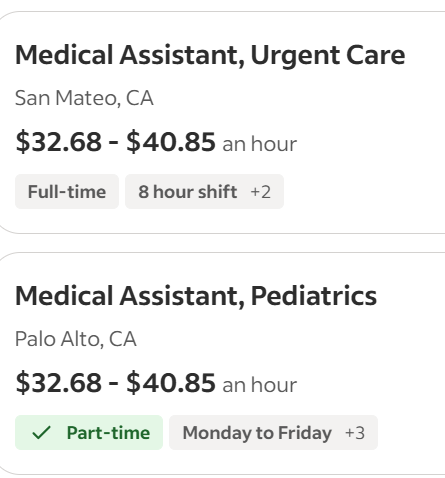 Medical Assistant, Urgent Care
San Mateo, CA
$32.68 - $40.85 an hour
Full-time 8 hour shift +2
Medical Assistant, Pediatrics
Palo Alto, CA
$32.68 - $40.85 an hour
Part-time Monday to Friday +3